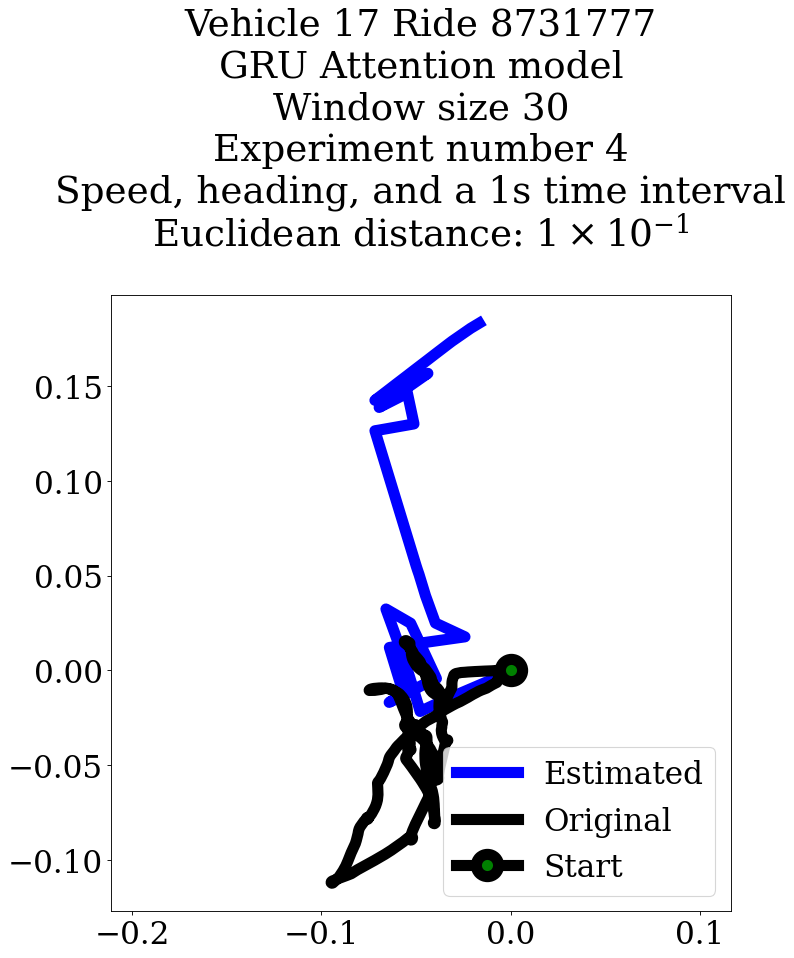 Vehicle 17 Ride 8731777
GRU Attention model
Window size 30
Experiment number 4
Speed, heading, and a 1s time interval
Euclidean distance: 1 × 10⁻¹
0.15
0.10
0.05
0.00
−0.05
−0.10
Estimated
Original
Start
−0.2
−0.1
0.0
0.1